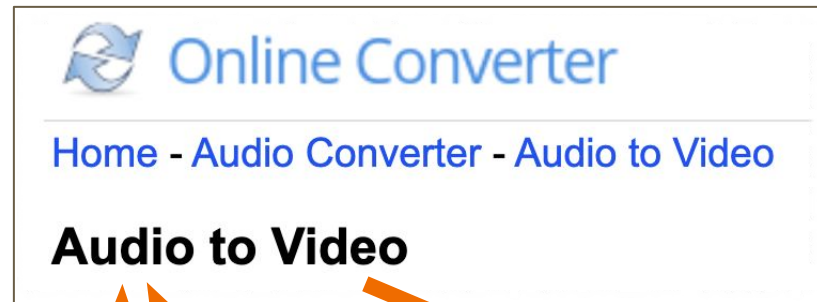 Online Converter
Home - Audio Converter - Audio to Video
Audio to Video